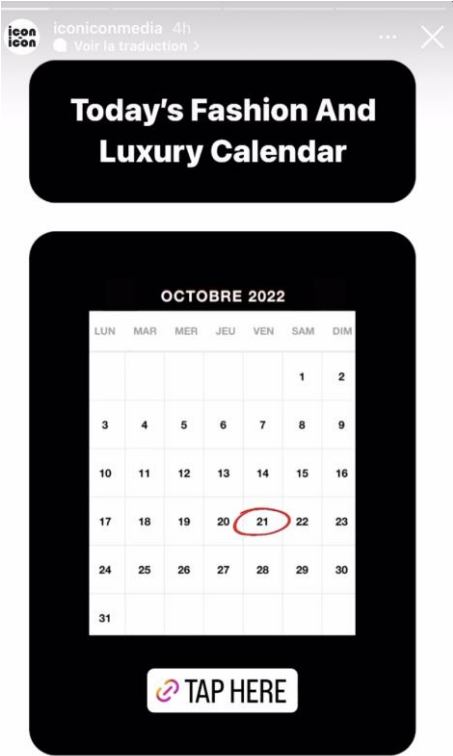 icon
icon
iconiconmedia 4h
Voir la traduction >
Today's Fashion And
Luxury Calendar
OCTOBRE 2022
LUN MAR MER JEU VEN SAM DIM
1 2
3 4 5 6 7 8 9
10 11 12 13 14 15 16
17 18 19 20 21 22 23
24 25 26 27 28 29 30
31
TAP HERE